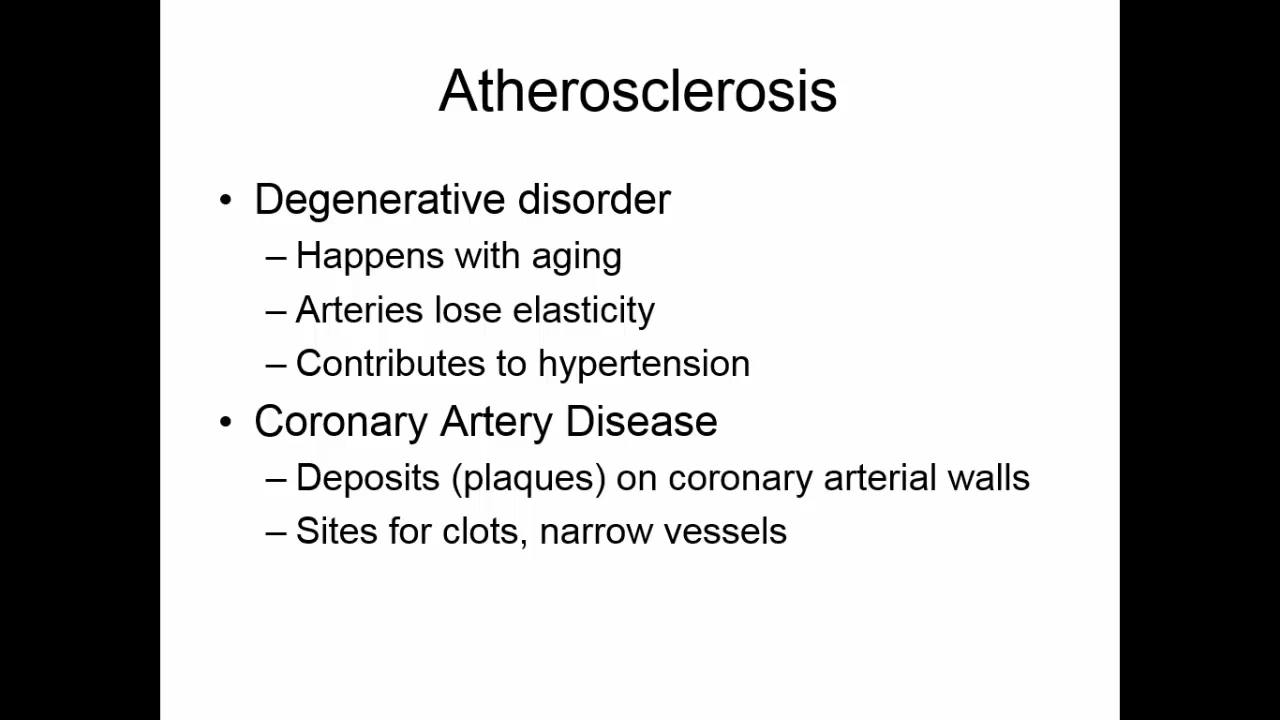 Atherosclerosis
• Degenerative disorder
– Happens with aging
– Arteries lose elasticity
– Contributes to hypertension
• Coronary Artery Disease
– Deposits (plaques) on coronary arterial walls
– Sites for clots, narrow vessels